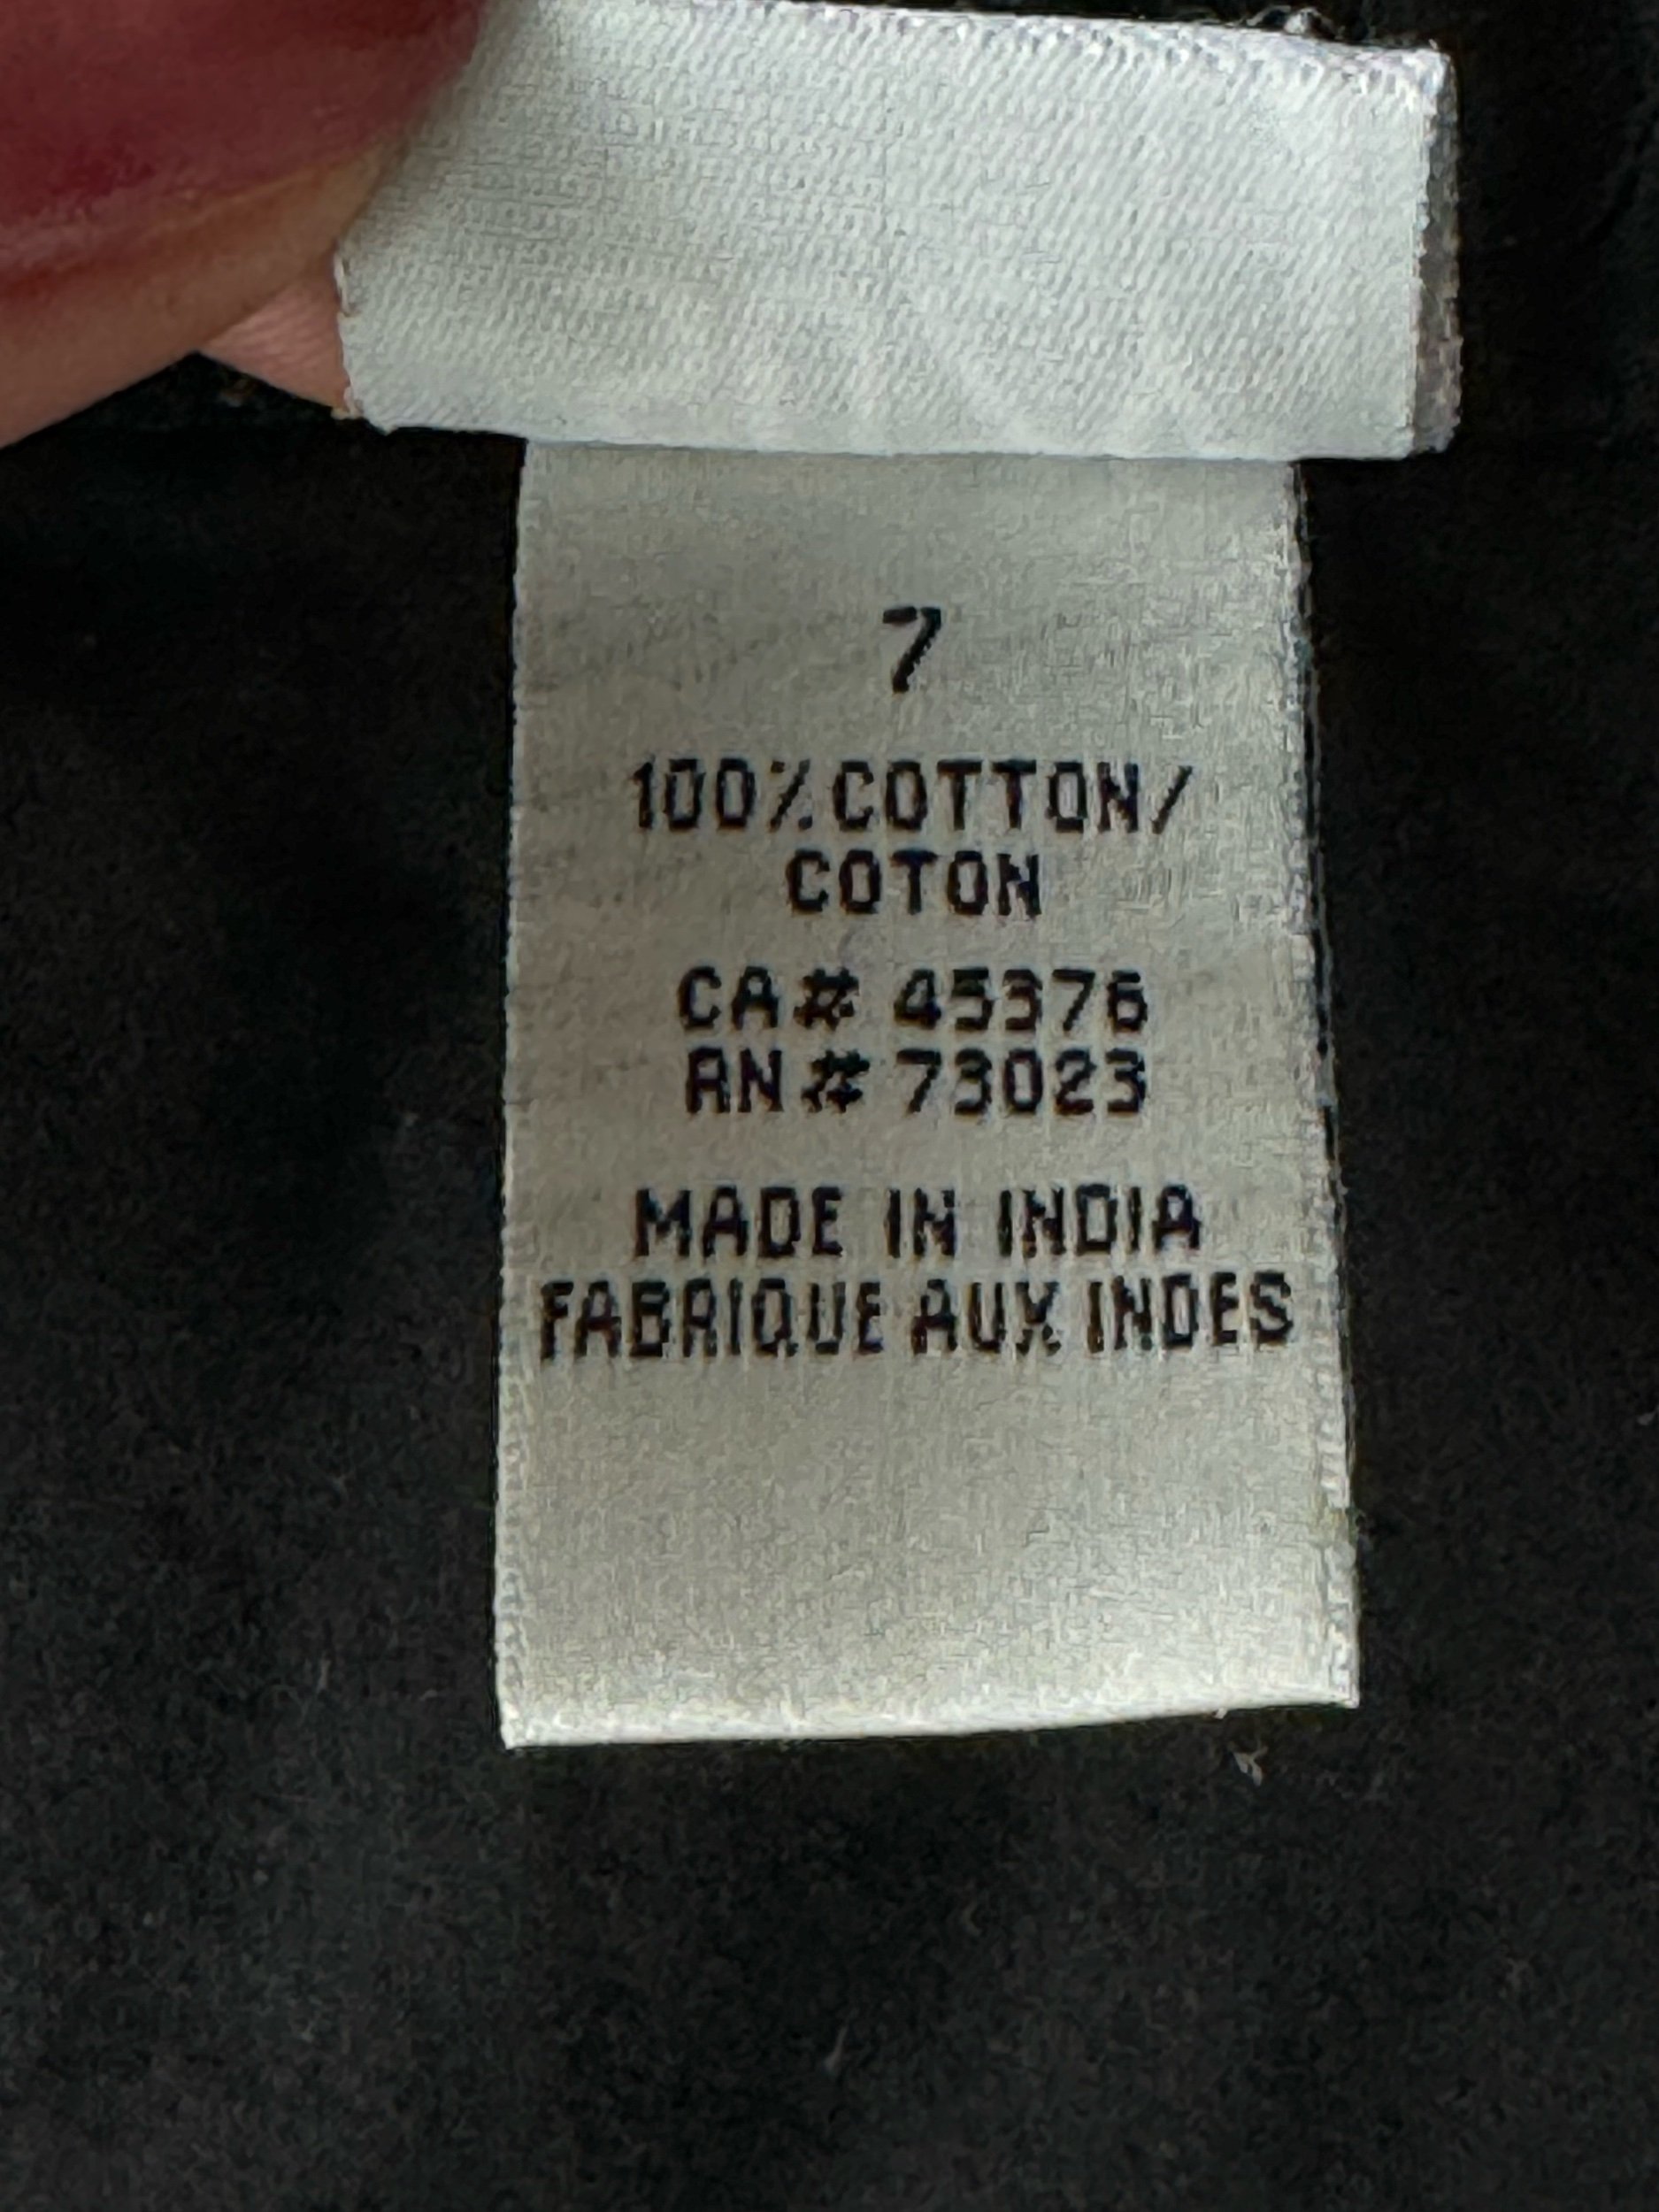 7
100% COTTON/
COTON
CA# 45376
RN# 73023
MADE IN INDIA
FABRIQUE AUX INDES